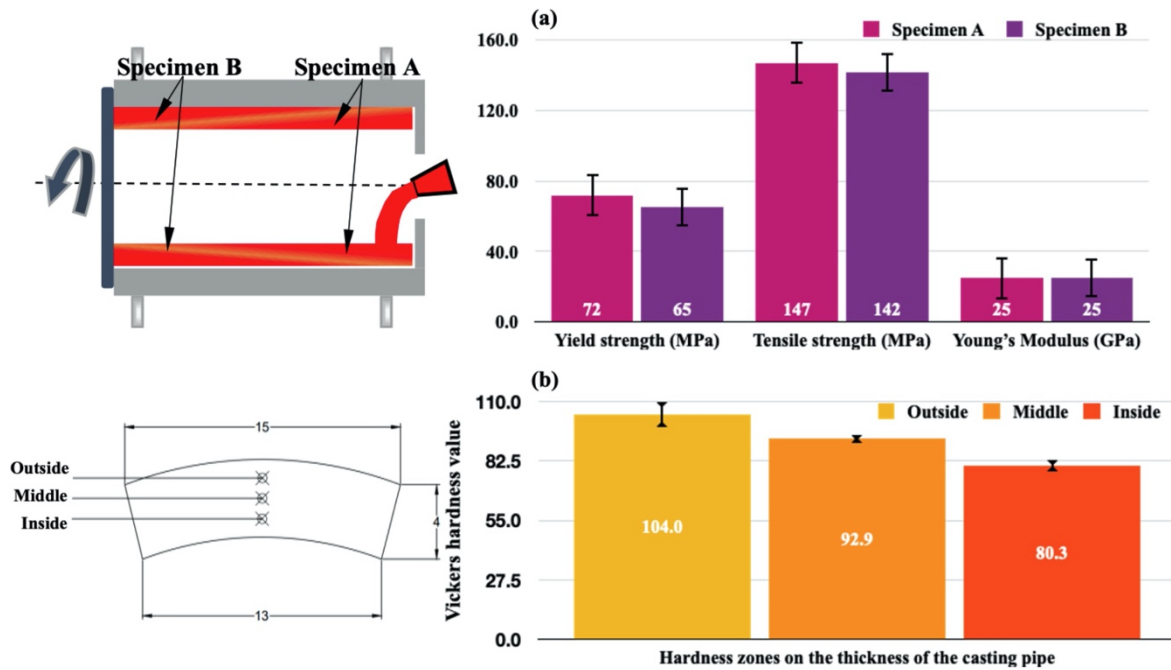 Specimen B
Specimen A
(a)
Specimen A
Specimen B
160.0
120.0
80.0
40.0
0.0
72
65
147
142
25
25
Yield strength (MPa)
Tensile strength (MPa)
Young's Modulus (GPa)
15
Outside
Middle
Inside
4
13
(b)
Vickers hardness value
110.0
82.5
55.0
27.5
0.0
Outside
Middle
Inside
104.0
92.9
80.3
Hardness zones on the thickness of the casting pipe